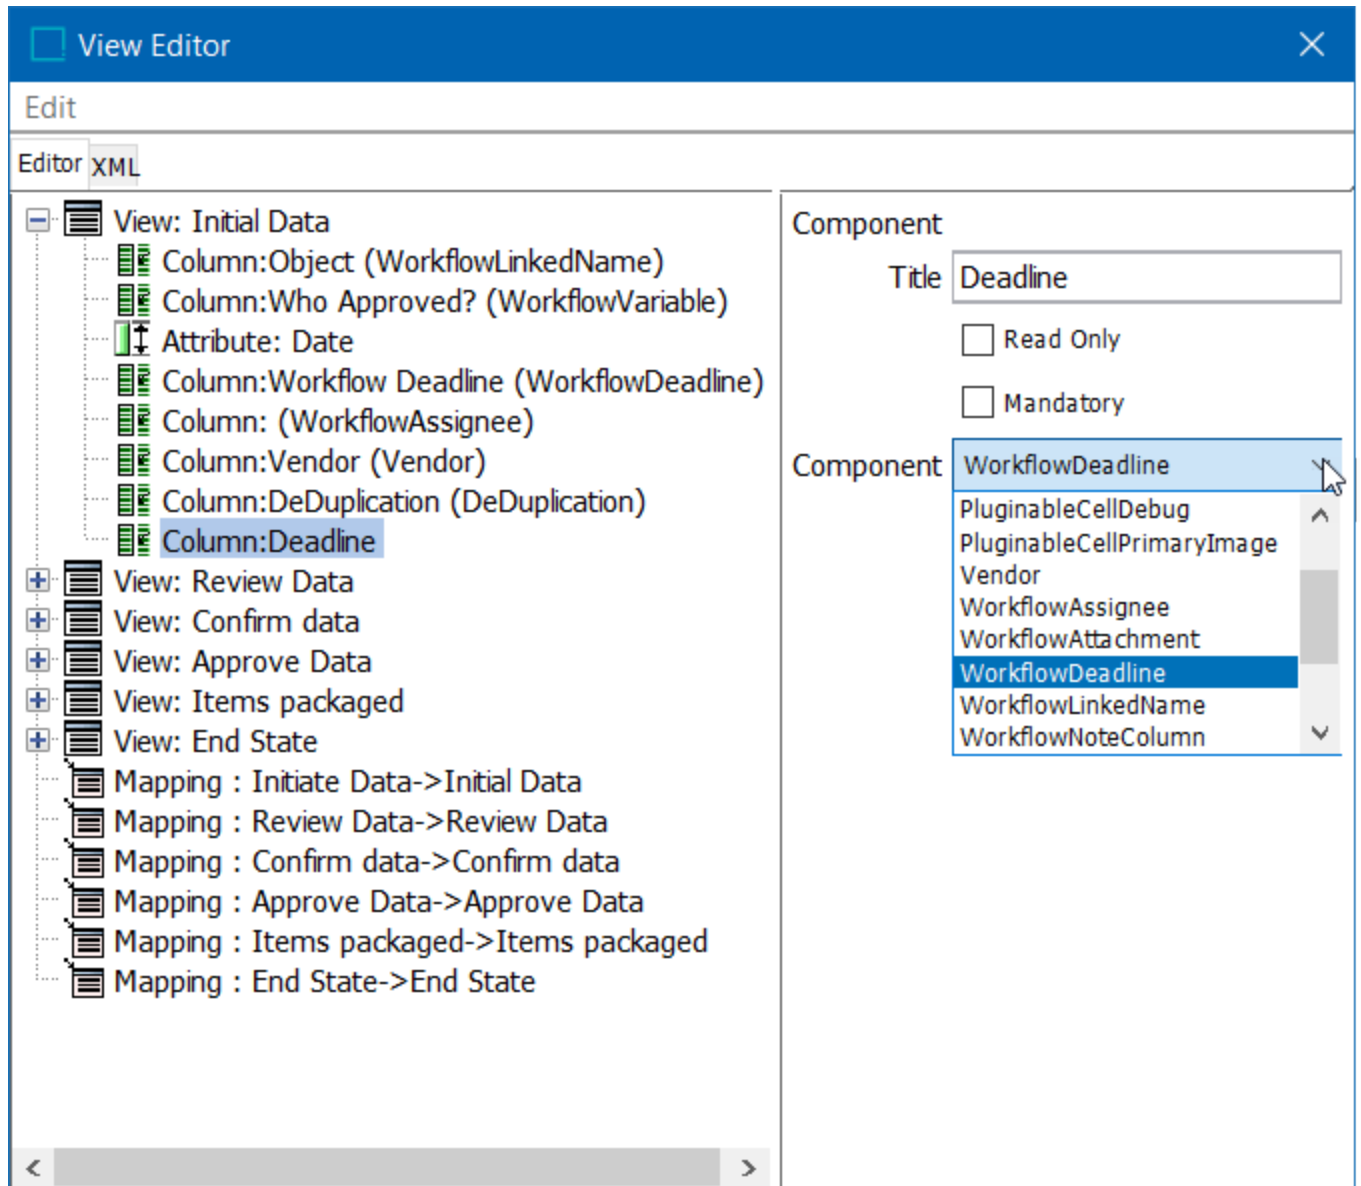 View Editor
Edit
Editor XML
View: Initial Data
Column:Object (WorkflowLinkedName)
Column:Who Approved? (WorkflowVariable)
Attribute: Date
Column:Workflow Deadline (WorkflowDeadline)
Column: (WorkflowAssignee)
Column:Vendor (Vendor)
Column:DeDuplication (DeDuplication)
Column:Deadline
View: Review Data
View: Confirm data
View: Approve Data
View: Items packaged
View: End State
Mapping : Initiate Data->Initial Data
Mapping : Review Data->Review Data
Mapping : Confirm data->Confirm data
Mapping : Approve Data->Approve Data
Mapping : Items packaged->Items packaged
Mapping : End State->End State
Component
Title Deadline
Read Only
Mandatory
Component WorkflowDeadline
PluginableCellDebug
PluginableCellPrimaryImage
Vendor
WorkflowAssignee
WorkflowAttachment
WorkflowDeadline
WorkflowLinkedName
WorkflowNoteColumn